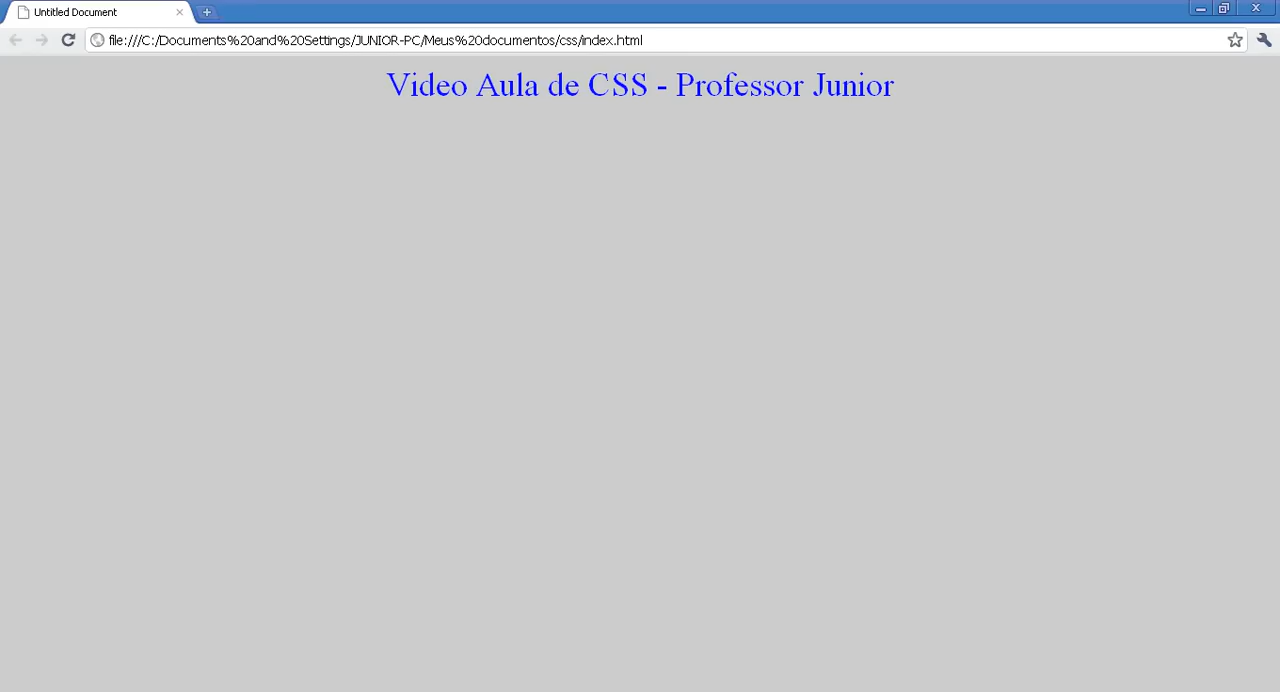 Untitled Document
file:///C:/Documents%20and%20Settings/JUNIOR-PC/Meus%20documentos/css/index.html
Video Aula de CSS - Professor Junior